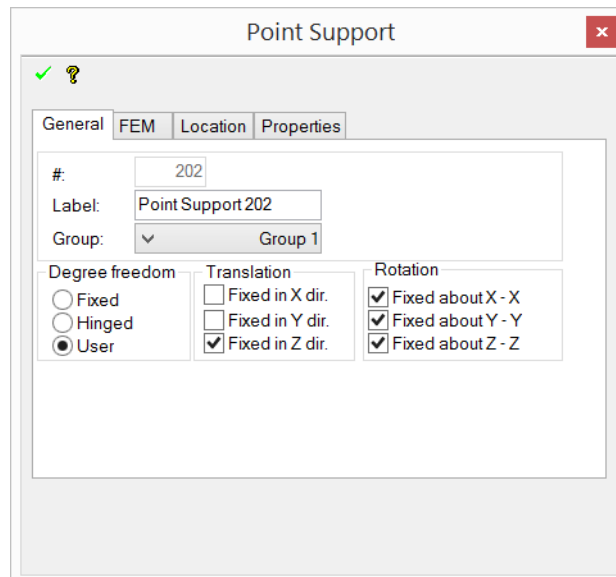 Point Support
General FEM Location Properties
#: 202
Label: Point Support 202
Group: Group 1
Degree freedom Translation Rotation
Fixed Fixed in X dir. Fixed about X - X
Hinged Fixed in Y dir. Fixed about Y - Y
User Fixed in Z dir. Fixed about Z - Z